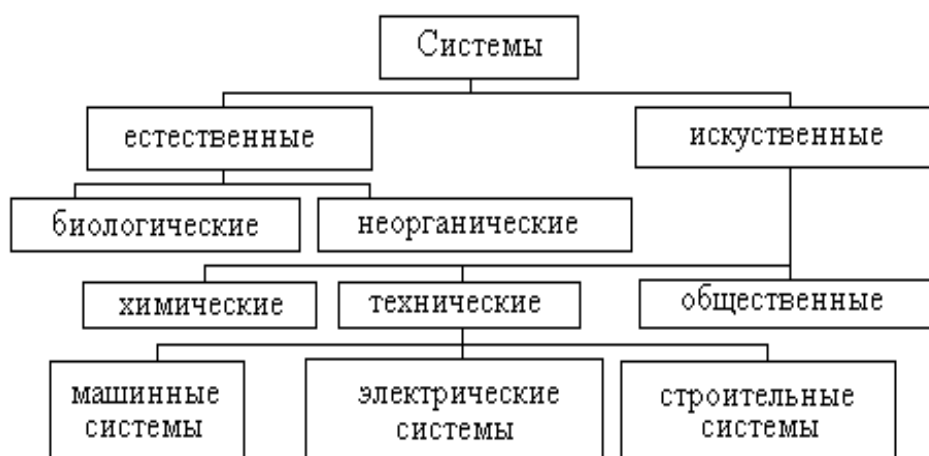 Системы
естественные
искуственные
биологические
неорганические
химические
технические
общественные
машинные
системы
электрические
системы
строительные
системы